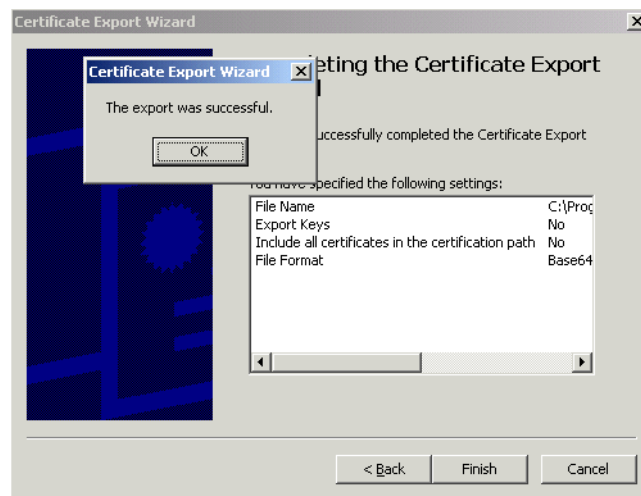 Certificate Export Wizard
Certificate Export Wizard
The export was successful.
OK
eting the Certificate Export
uccessfully completed the Certificate Export
You have specified the following settings:
File Name C:\Prog
Export Keys No
Include all certificates in the certification path No
File Format Base64
< Back Finish Cancel